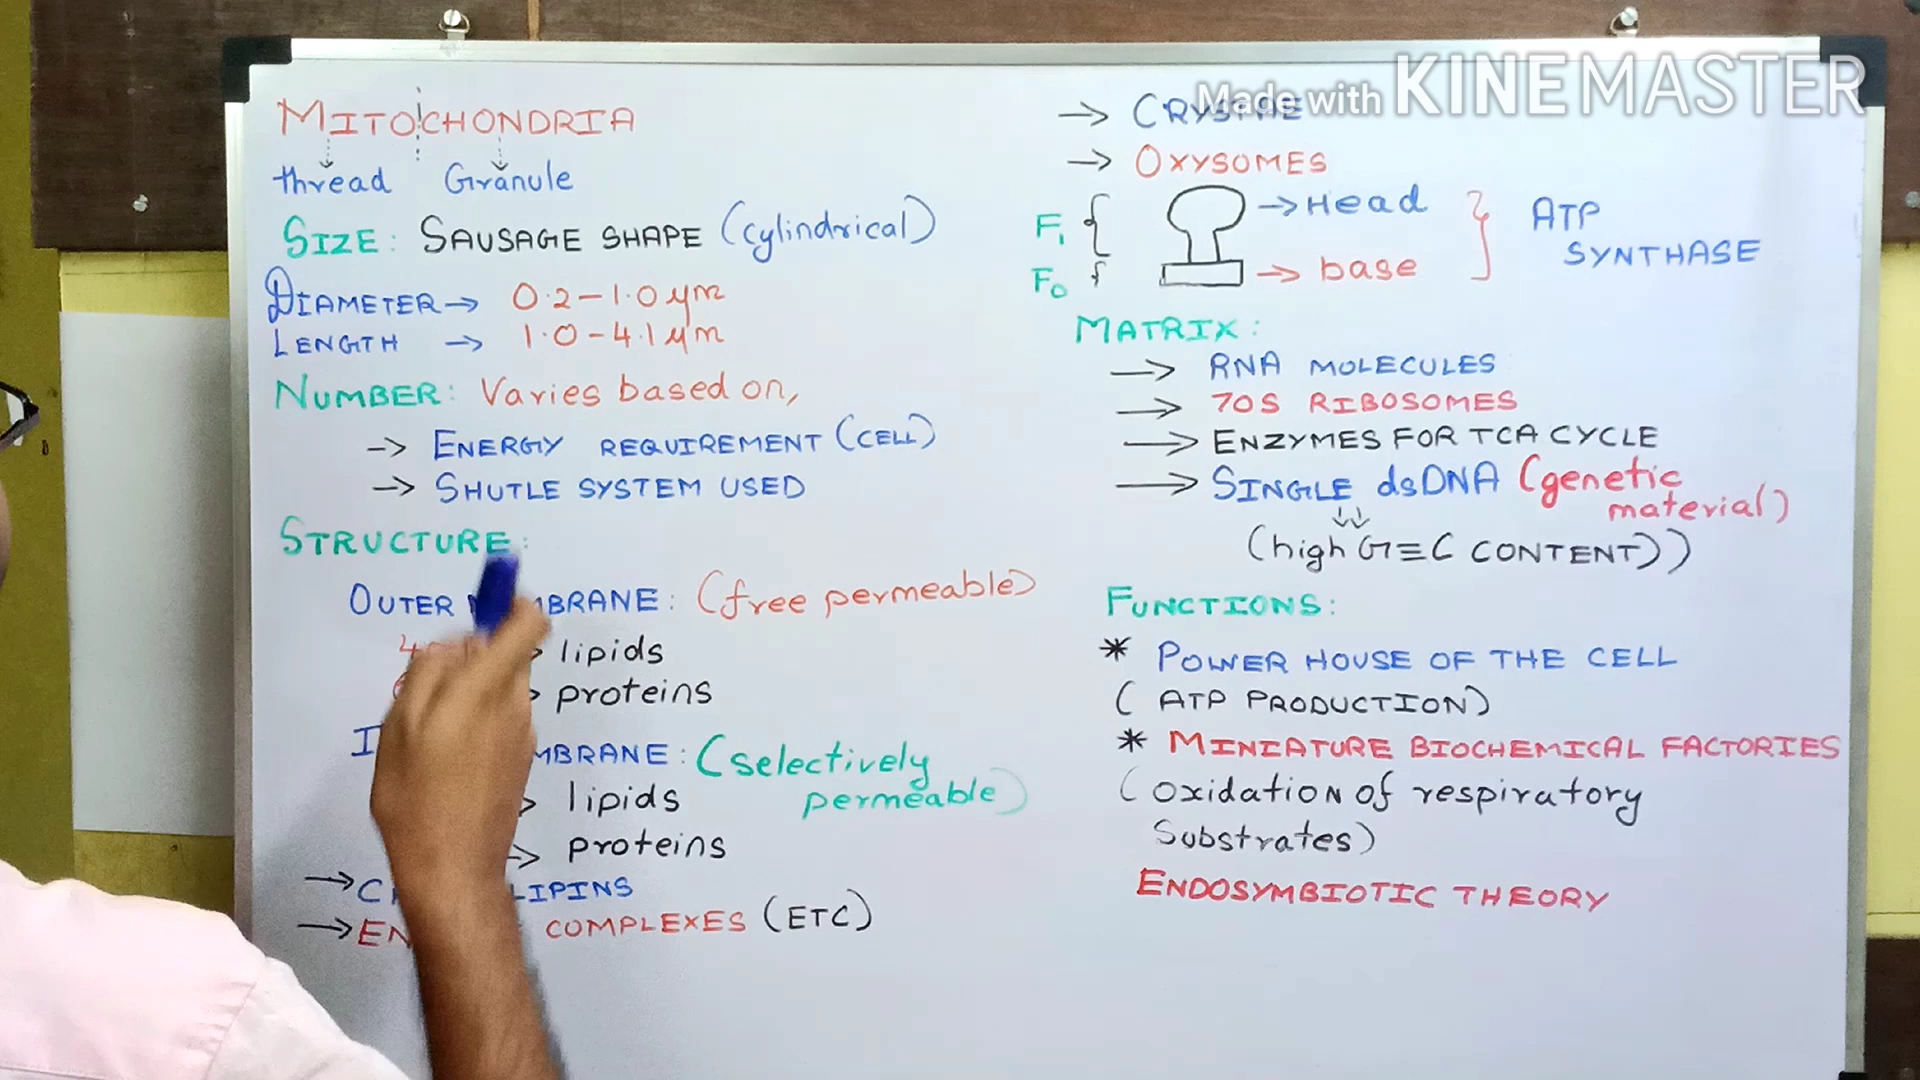 Made with KINEMASTER
MITOCHONDRIA
thread Granule
SIZE: SAUSAGE SHAPE (cylindrical)
DIAMETER → 0.2 – 1.0 µm
LENGTH → 1.0 – 4.1 µm
NUMBER: Varies based on,
→ ENERGY REQUIREMENT (CELL)
→ SHUTLE SYSTEM USED
STRUCTURE:
OUTER MEMBRANE: (free permeable)
lipids
proteins
MBRANE: (selectively
permeable)
lipids
→ proteins
→ LIPINS
→ COMPLEXES (ETC)
→ CRYSTAE
→ OXYSOMES
F1 { → Head } ATP
SYNTHASE
F0 { → base
MATRIX:
→ RNA MOLECULES
→ 70S RIBOSOMES
→ ENZYMES FOR TCA CYCLE
→ SINGLE dsDNA (genetic
material)
(high G≡C CONTENT))
FUNCTIONS:
* POWER HOUSE OF THE CELL
( ATP PRODUCTION)
* MINIATURE BIOCHEMICAL FACTORIES
( OXidatioN of respiratory
Substrates)
ENDOSYMBIOTIC THEORY